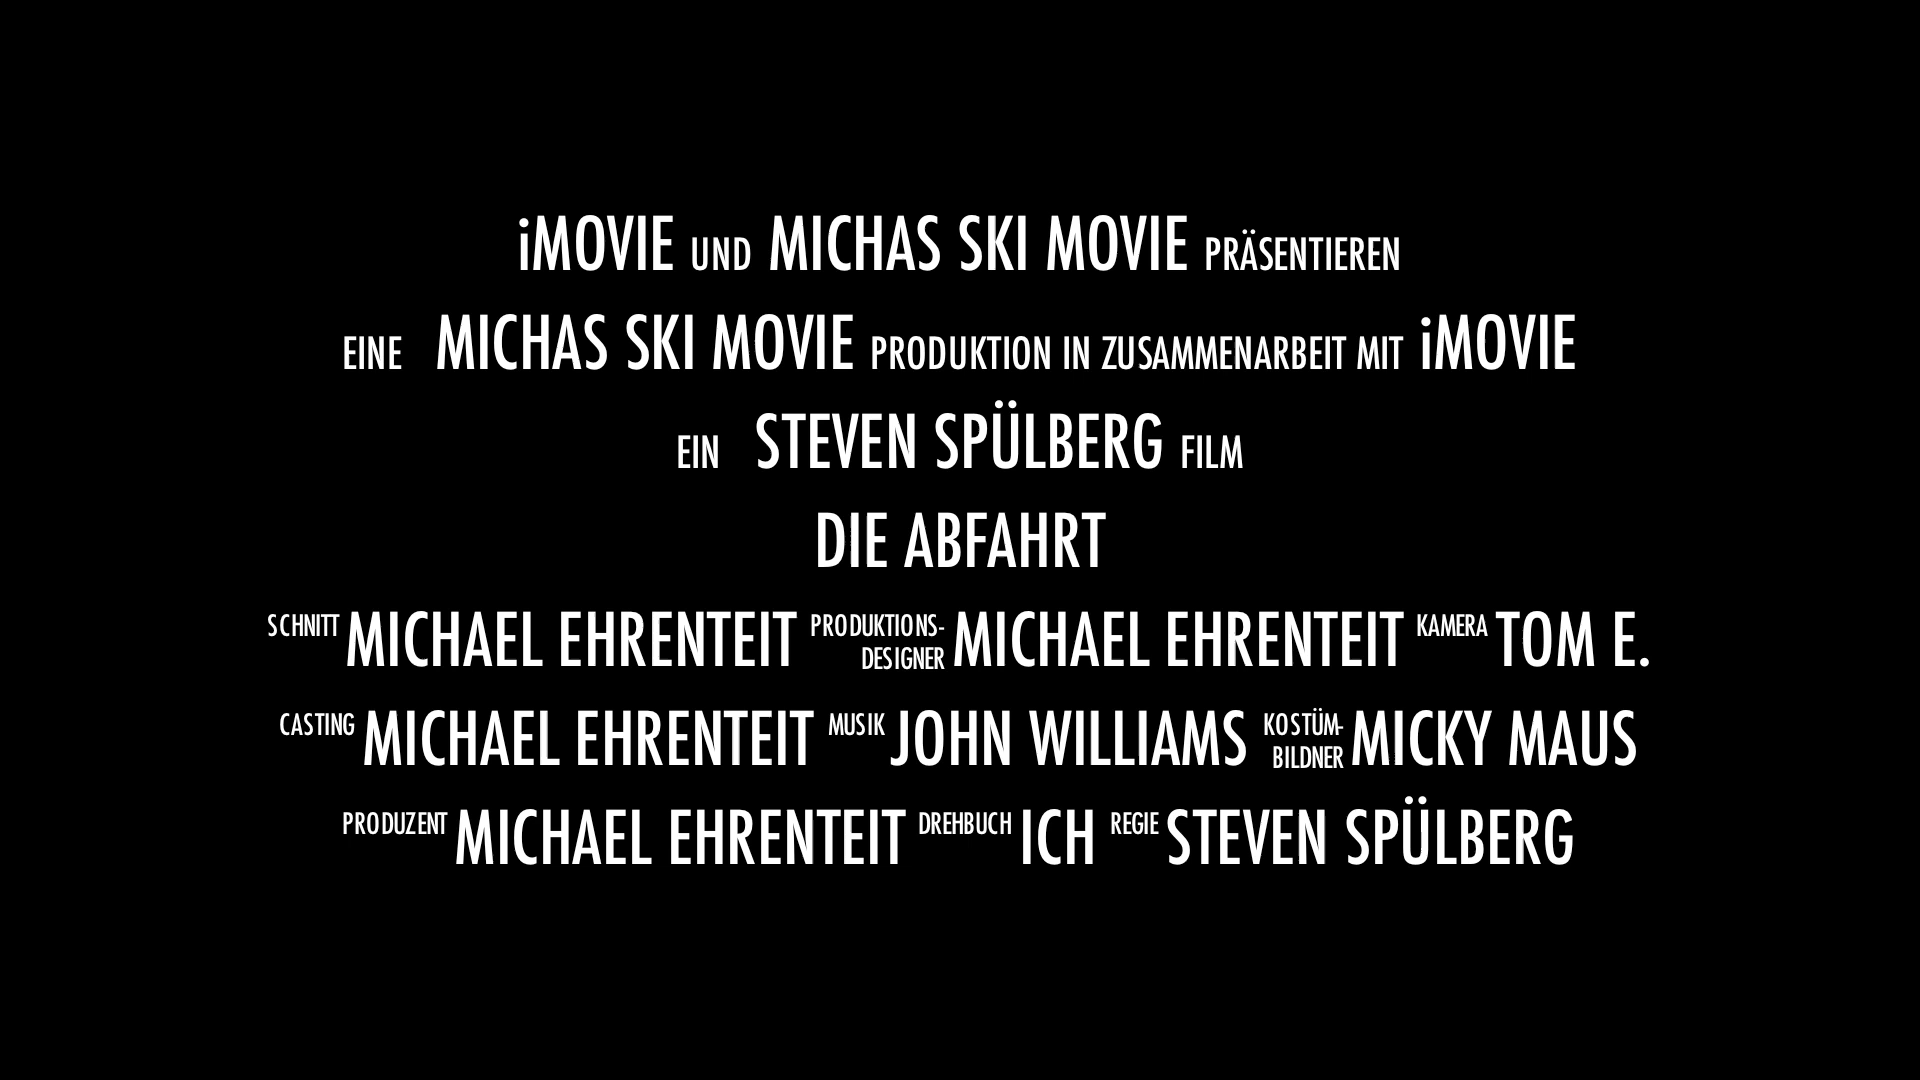 iMOVIE UND MICHAS SKI MOVIE PRÄSENTIEREN
EINE MICHAS SKI MOVIE PRODUKTION IN ZUSAMMENARBEIT MIT iMOVIE
EIN STEVEN SPÜLBERG FILM
DIE ABFAHRT
SCHNITT MICHAEL EHRENTEIT PRODUKTIONS-DESIGNER MICHAEL EHRENTEIT KAMERA TOM E.
CASTING MICHAEL EHRENTEIT MUSIK JOHN WILLIAMS KOSTÜM-BILDNER MICKY MAUS
PRODUZENT MICHAEL EHRENTEIT DREHBUCH ICH REGIE STEVEN SPÜLBERG